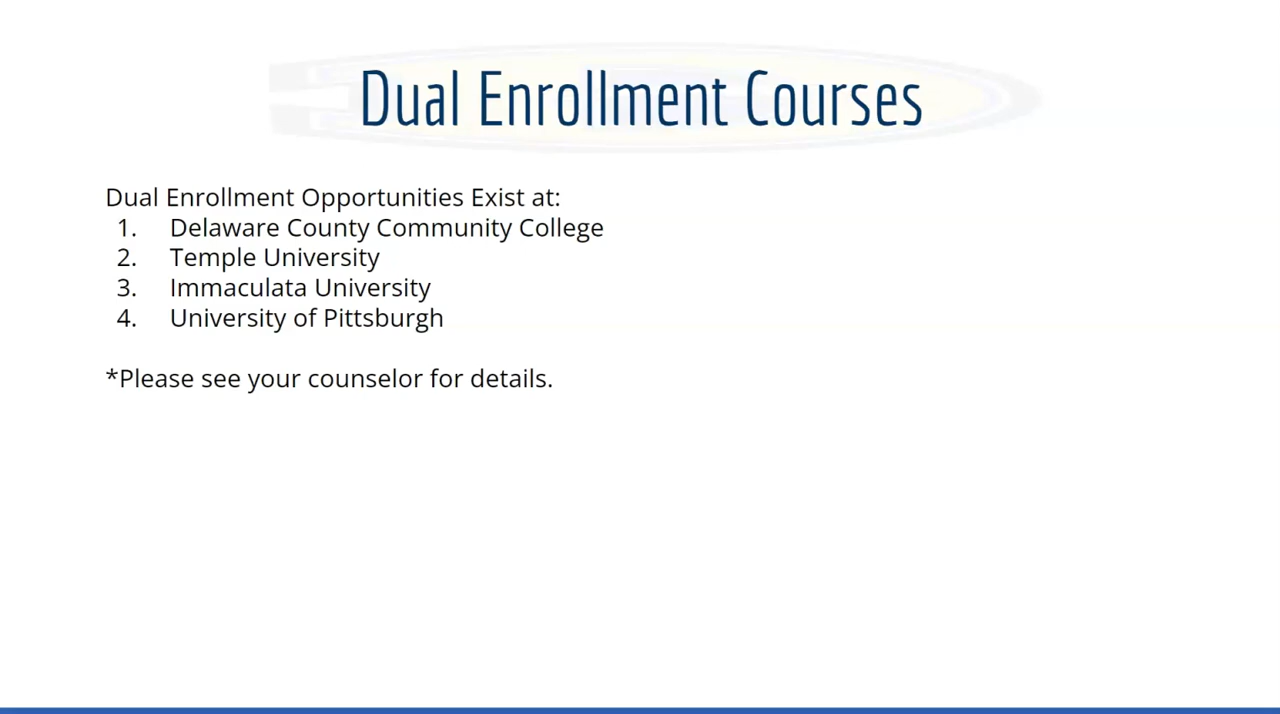 Dual Enrollment Courses
Dual Enrollment Opportunities Exist at:
1. Delaware County Community College
2. Temple University
3. Immaculata University
4. University of Pittsburgh
*Please see your counselor for details.